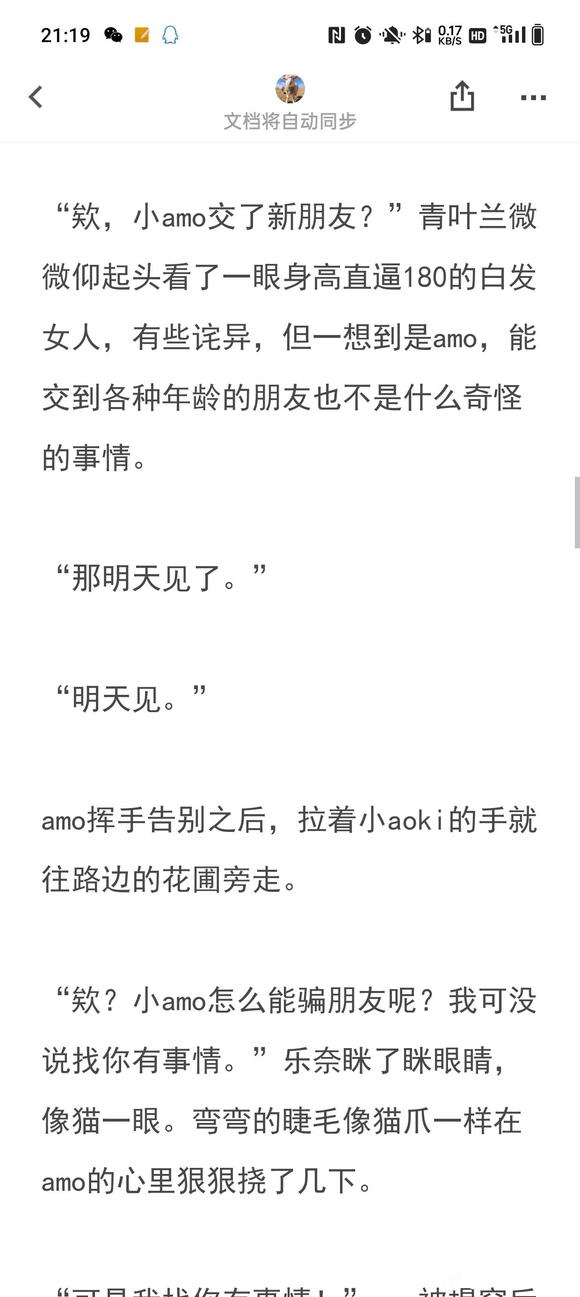 21:19
0.17
KB/S
HD
5G
文档将自动同步
“欸，小amo交了新朋友？”青叶兰微
微仰起头看了一眼身高直逼180的白发
女人，有些诧异，但一想到是amo，能
交到各种年龄的朋友也不是什么奇怪
的事情。
“那明天见了。”
“明天见。”
amo挥手告别之后，拉着小aoki的手就
往路边的花圃旁走。
“欸？小amo怎么能骗朋友呢？我可没
说找你有事情。”乐奈眯了眯眼睛，
像猫一眼。弯弯的睫毛像猫爪一样在
amo的心里狠狠挠了几下。
“可是我找你有事情！”